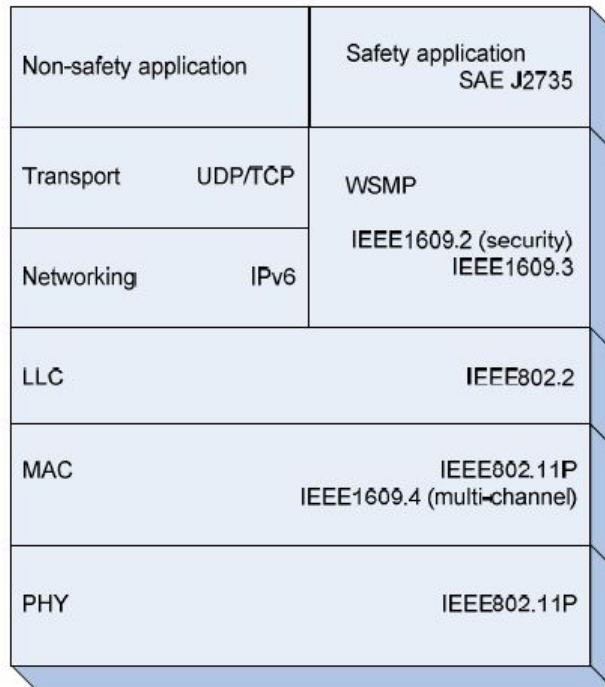 Non-safety application
Safety application
SAE J2735
Transport UDP/TCP
Networking IPv6
WSMP
IEEE1609.2 (security)
IEEE1609.3
LLC IEEE802.2
MAC IEEE802.11P
IEEE1609.4 (multi-channel)
PHY IEEE802.11P